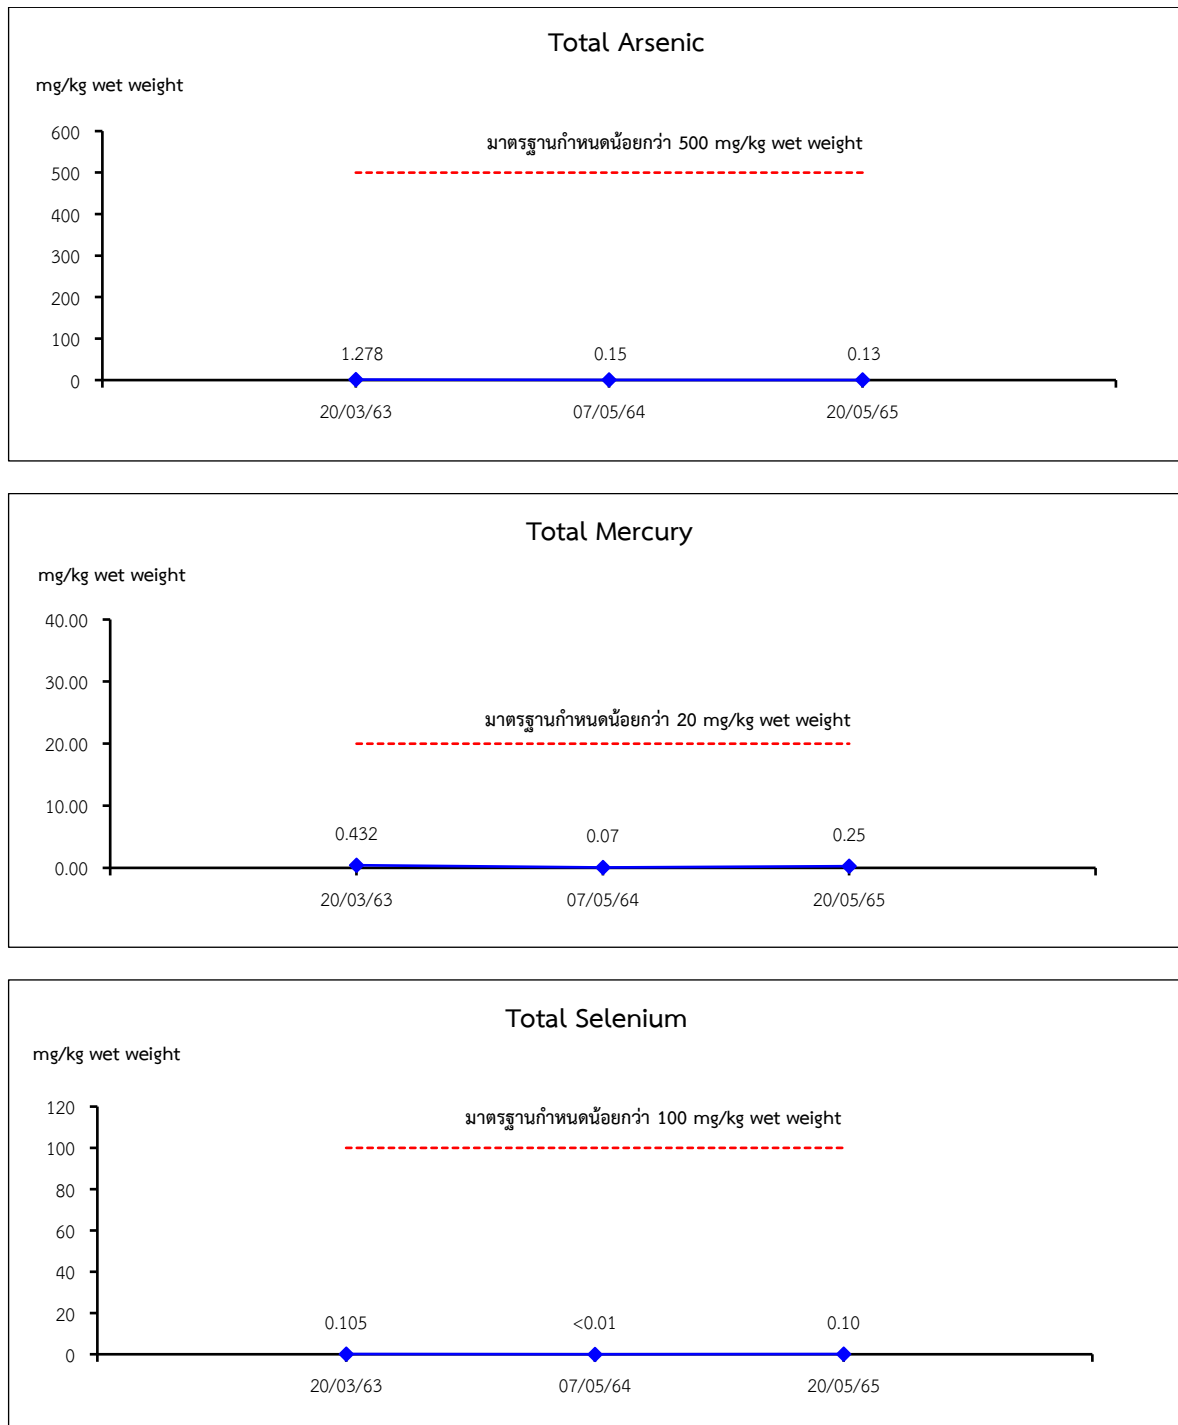 Total Arsenic
mg/kg wet weight
600
มาตรฐานกำหนดน้อยกว่า 500 mg/kg wet weight
500
400
300
200
100
1.278 0.15 0.13
0
20/03/63 07/05/64 20/05/65
Total Mercury
mg/kg wet weight
40.00
30.00
มาตรฐานกำหนดน้อยกว่า 20 mg/kg wet weight
20.00
10.00
0.432 0.07 0.25
0.00
20/03/63 07/05/64 20/05/65
Total Selenium
mg/kg wet weight
120
มาตรฐานกำหนดน้อยกว่า 100 mg/kg wet weight
100
80
60
40
20
0.105 <0.01 0.10
0
20/03/63 07/05/64 20/05/65